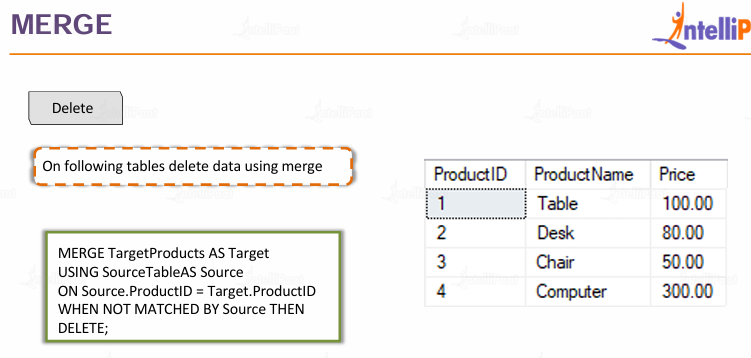 MERGE
IntelliP
Delete
On following tables delete data using merge
MERGE TargetProducts AS Target
USING SourceTableAS Source
ON Source.ProductID = Target.ProductID
WHEN NOT MATCHED BY Source THEN
DELETE;
ProductID ProductName Price
1 Table 100.00
2 Desk 80.00
3 Chair 50.00
4 Computer 300.00